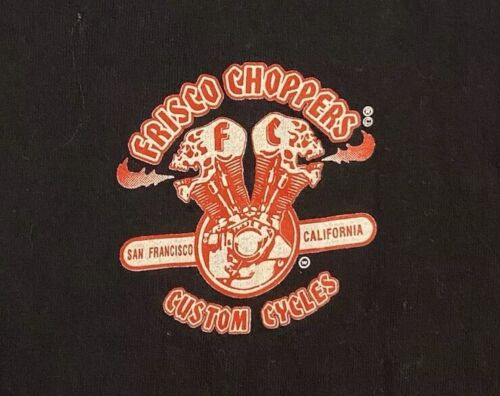 FRISCO CHOPPERS
® ©
F C
SAN FRANCISCO CALIFORNIA
CUSTOM CYCLES